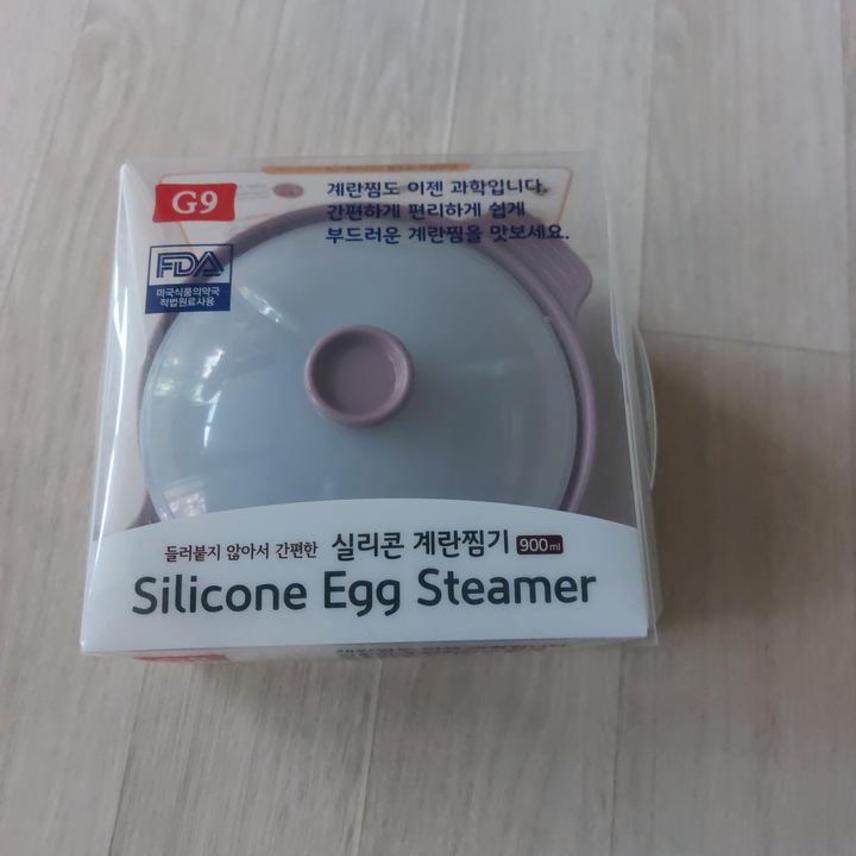 G9
계란찜도 이젠 과학입니다.
간편하게 편리하게 쉽게
부드러운 계란찜을 맛보세요.
FDA
미국식품의약국
적법원료사용
들러붙지 않아서 간편한 실리콘 계란찜기 900ml
Silicone Egg Steamer